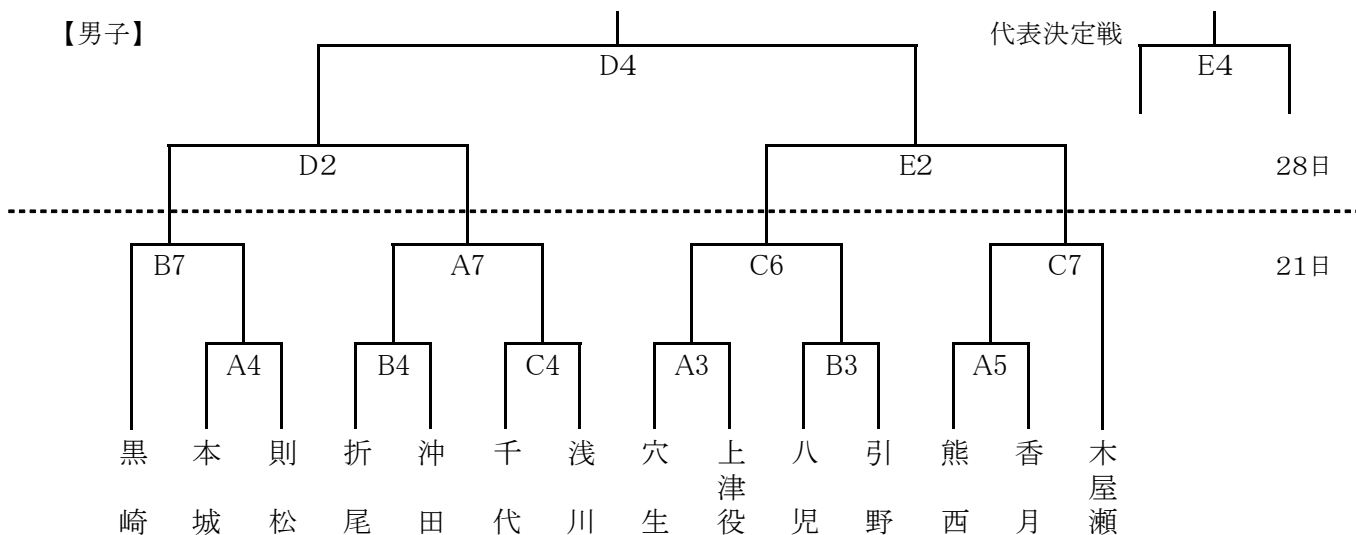 【男子】
代表決定戦
D4
E4
D2
E2
28日
B7
A7
C6
C7
21日
A4
B4
C4
A3
B3
A5
黒崎
本城
則松
折尾
沖田
千代
浅川
穴生
上津役
八児
引野
熊西
香月
木屋瀬